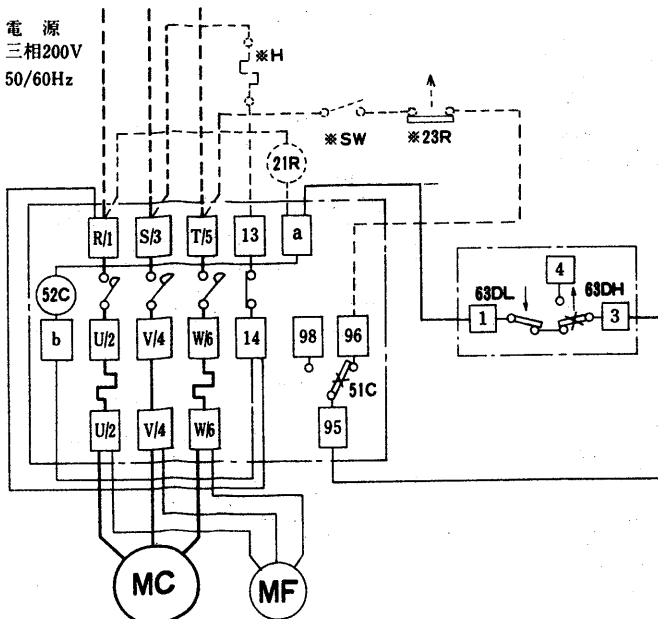 電 源
三相200V
50/60Hz
※H
※SW
※23R
21R
R/1
S/3
T/5
13
a
52C
b
U/2
V/4
W/6
14
98
96
51C
95
U/2
V/4
W/6
4
63DL
63DH
1
3
MC
MF